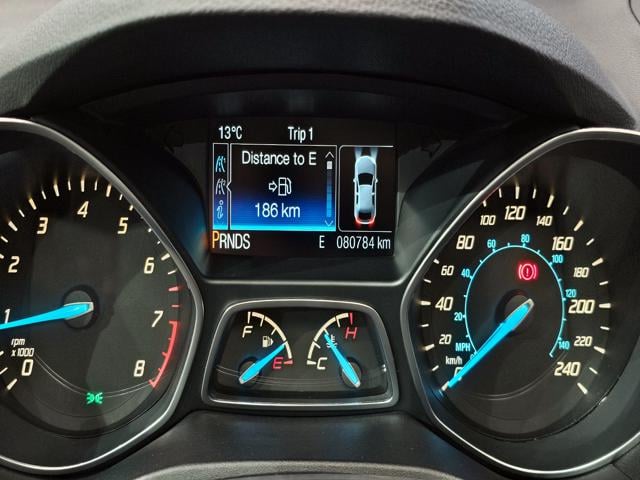 13°C Trip 1
Distance to E
186 km
PRNDS E 080784 km
0 1 2 3 4 5 6 7 8
rpm
x1000
F E
H C
0 20 40 60 80 100 120 140 160 180 200 220 240
20 40 60 80 100 120 140
MPH
km/h